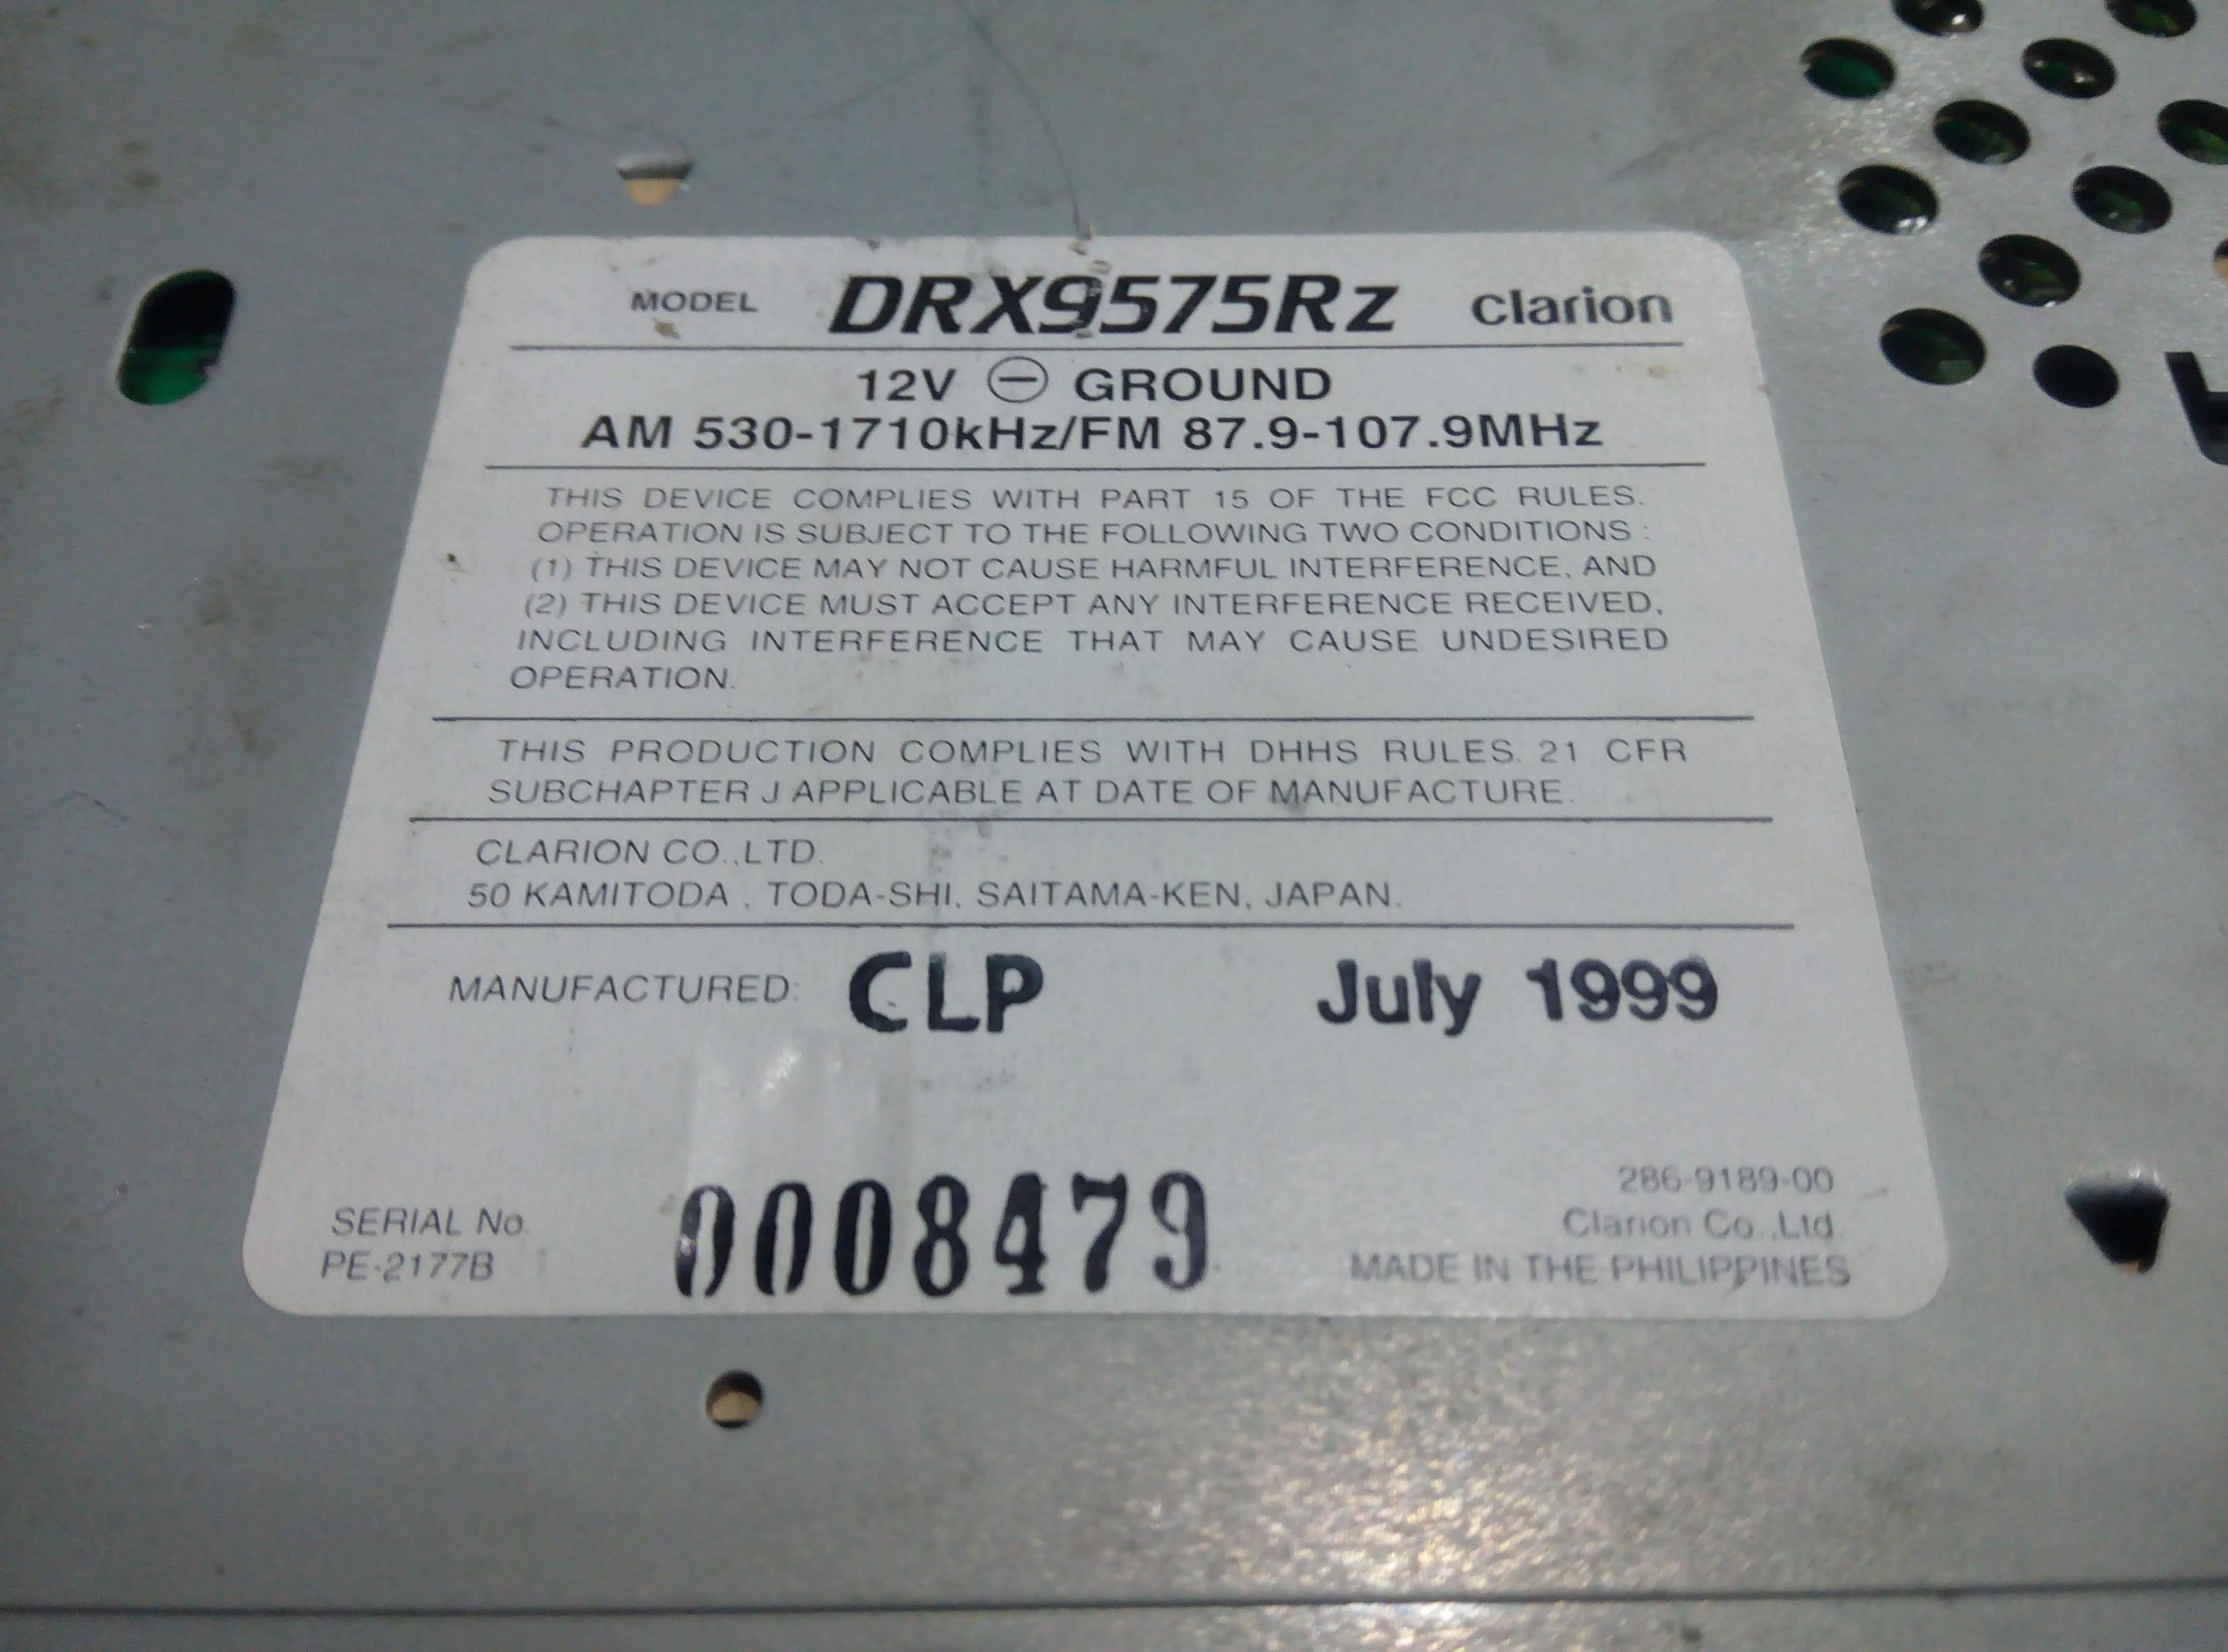 MODEL DRX9575Rz clarion
12V ⊖ GROUND
AM 530-1710kHz/FM 87.9-107.9MHz
THIS DEVICE COMPLIES WITH PART 15 OF THE FCC RULES.
OPERATION IS SUBJECT TO THE FOLLOWING TWO CONDITIONS :
(1) THIS DEVICE MAY NOT CAUSE HARMFUL INTERFERENCE, AND
(2) THIS DEVICE MUST ACCEPT ANY INTERFERENCE RECEIVED,
INCLUDING INTERFERENCE THAT MAY CAUSE UNDESIRED
OPERATION.
THIS PRODUCTION COMPLIES WITH DHHS RULES. 21 CFR
SUBCHAPTER J APPLICABLE AT DATE OF MANUFACTURE.
CLARION CO.,LTD.
50 KAMITODA , TODA-SHI, SAITAMA-KEN, JAPAN.
MANUFACTURED: CLP July 1999
286-9189-00
SERIAL No. 0008479 Clarion Co.,Ltd.
PE-2177B MADE IN THE PHILIPPINES